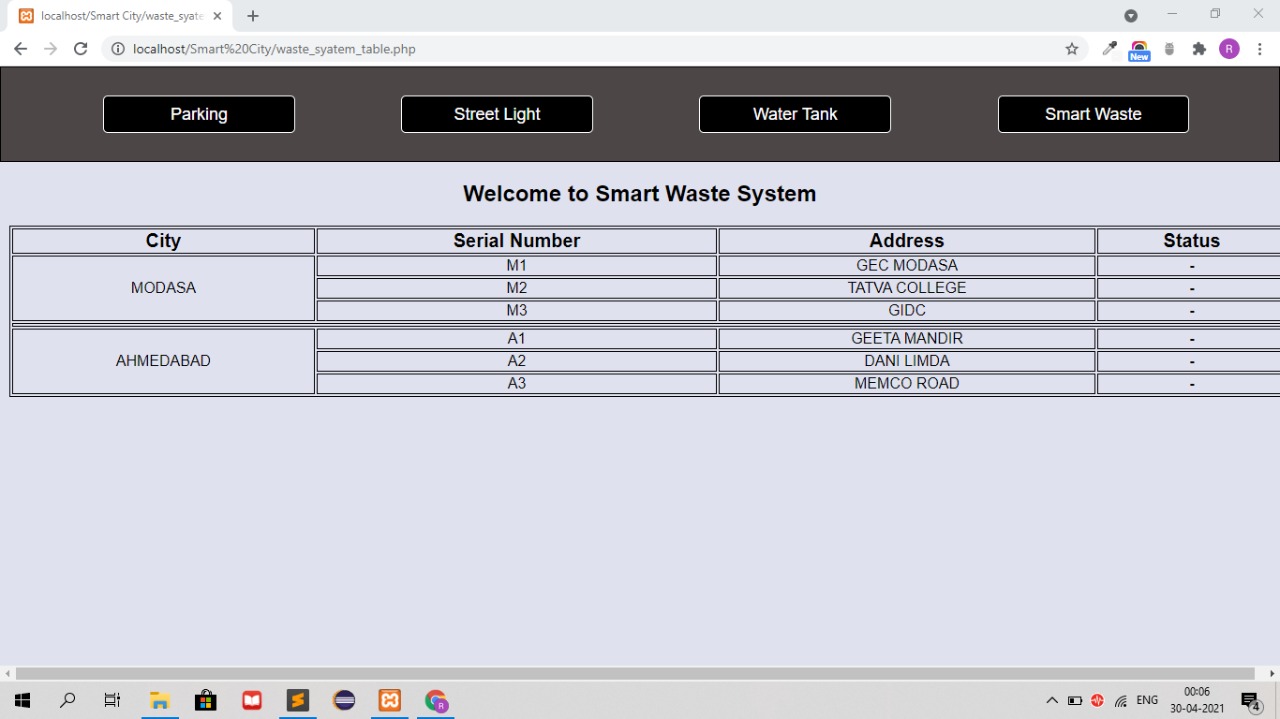 localhost/Smart City/waste_syate
localhost/Smart%20City/waste_syatem_table.php
New
R
Parking
Street Light
Water Tank
Smart Waste
Welcome to Smart Waste System
City Serial Number Address Status
MODASA
M1 GEC MODASA -
M2 TATVA COLLEGE -
M3 GIDC -
AHMEDABAD
A1 GEETA MANDIR -
A2 DANI LIMDA -
A3 MEMCO ROAD -
R
ENG
00:06
30-04-2021
4